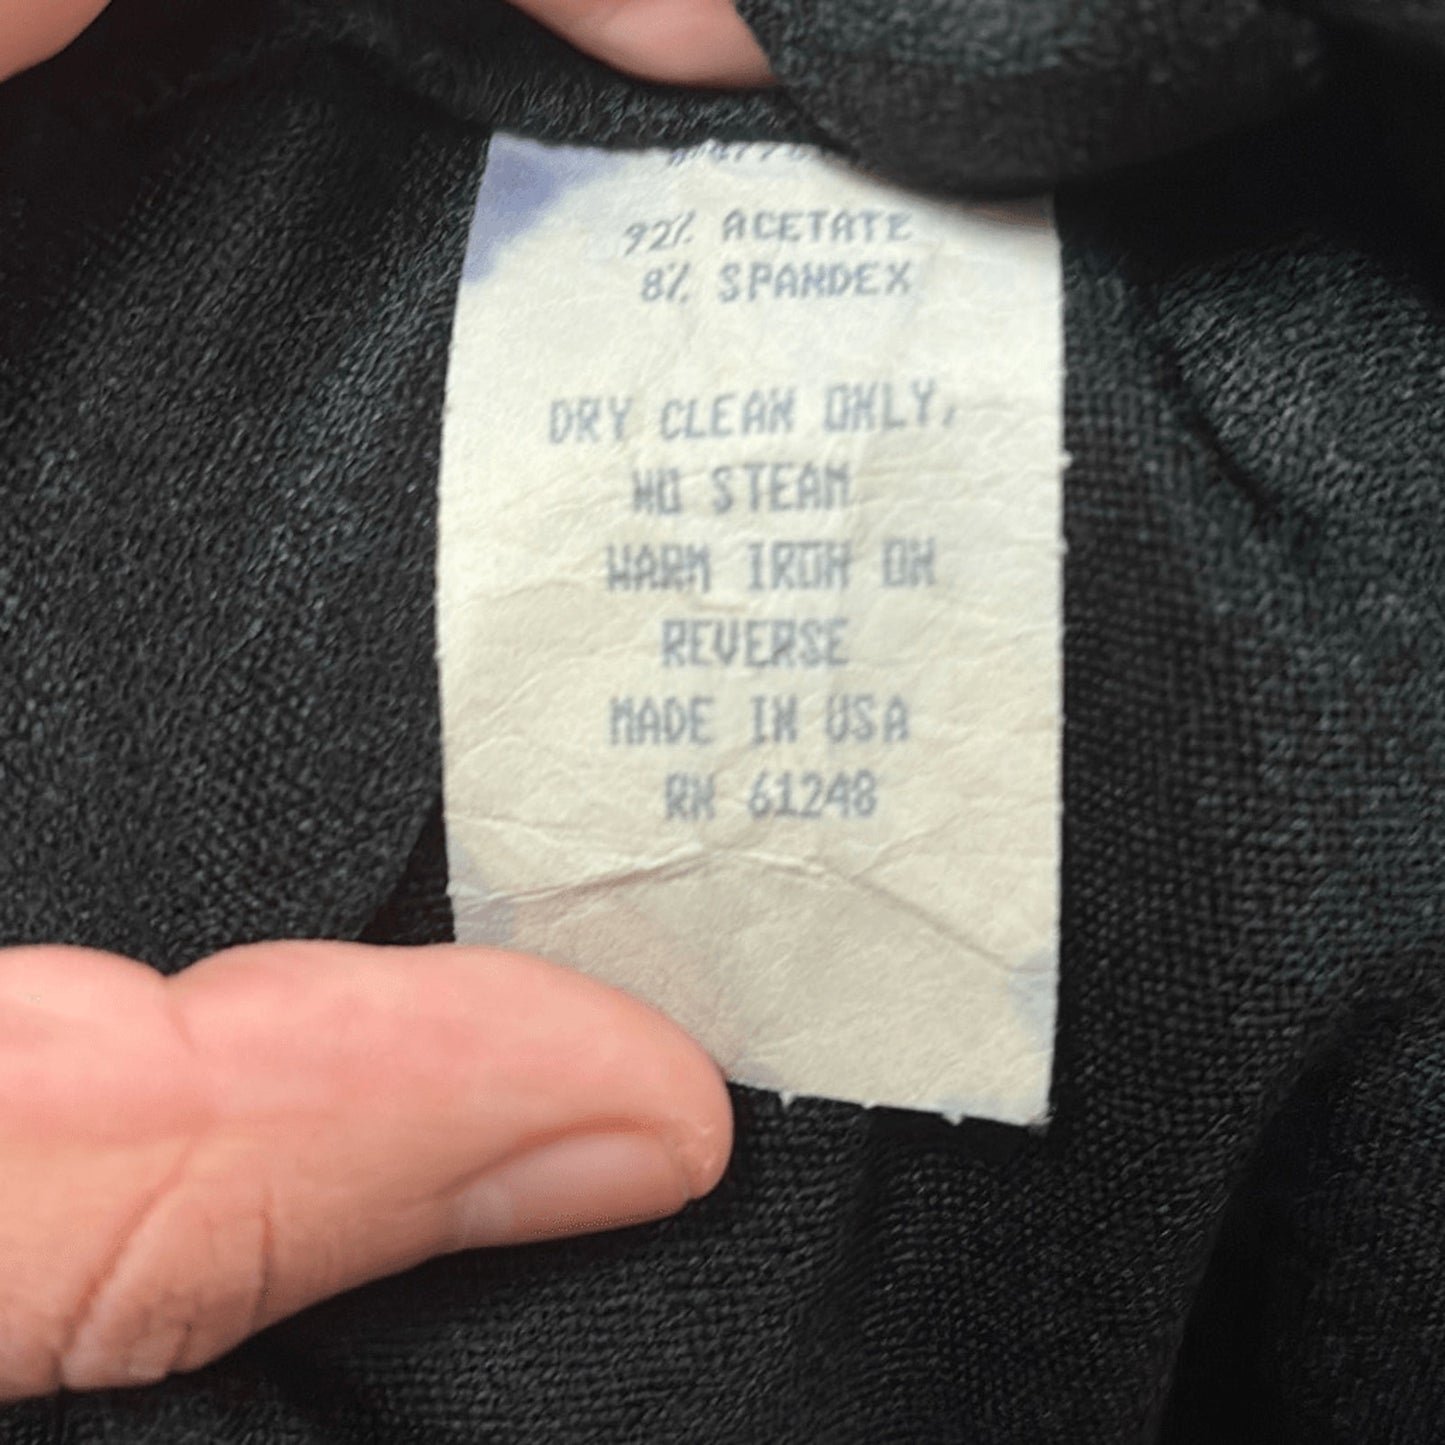 92% ACETATE
8% SPANDEX
DRY CLEAN ONLY,
NO STEAM
WARM IRON ON
REVERSE
MADE IN USA
RN 61248